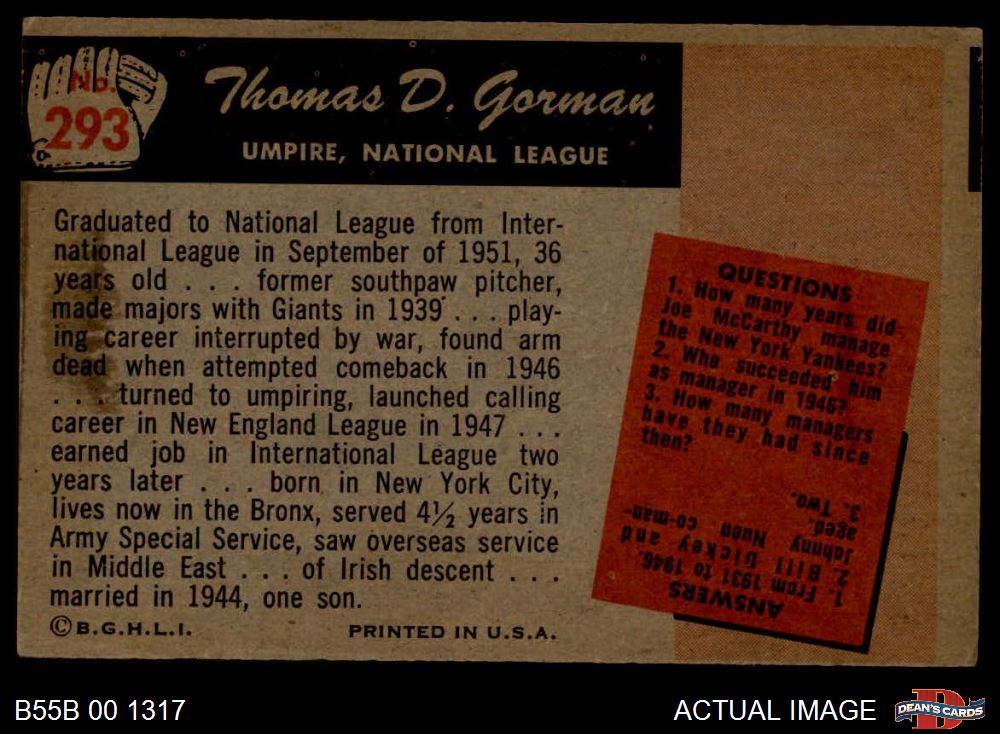 No.
293
Thomas D. Gorman
UMPIRE, NATIONAL LEAGUE
Graduated to National League from Inter-
national League in September of 1951, 36
years old . . . former southpaw pitcher,
made majors with Giants in 1939 . . . play-
ing career interrupted by war, found arm
dead when attempted comeback in 1946
. . . turned to umpiring, launched calling
career in New England League in 1947 . . .
earned job in International League two
years later . . . born in New York City,
lives now in the Bronx, served 4½ years in
Army Special Service, saw overseas service
in Middle East . . . of Irish descent . . .
married in 1944, one son.
©B.G.H.L.I.
PRINTED IN U.S.A.
QUESTIONS
1. How many years did
Joe McCarthy manage
the New York Yankees?
2. Who succeeded him
as manager in 1946?
3. How many managers
have they had since
then?
ANSWERS
1. From 1931 to 1946.
2. Bill Dickey and
Johnny Nuen co-man-
aged.
3. Two.
B55B 00 1317
ACTUAL IMAGE
D
DEAN'S CARDS